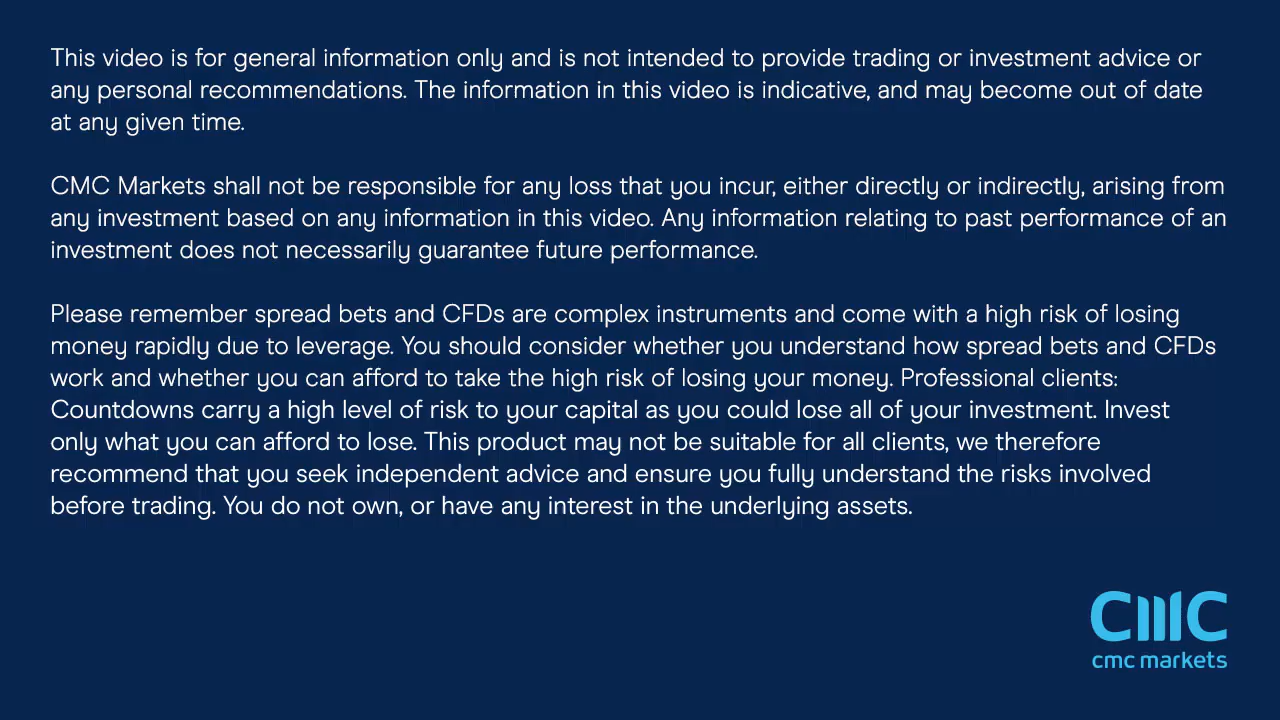 This video is for general information only and is not intended to provide trading or investment advice or
any personal recommendations. The information in this video is indicative, and may become out of date
at any given time.
CMC Markets shall not be responsible for any loss that you incur, either directly or indirectly, arising from
any investment based on any information in this video. Any information relating to past performance of an
investment does not necessarily guarantee future performance.
Please remember spread bets and CFDs are complex instruments and come with a high risk of losing
money rapidly due to leverage. You should consider whether you understand how spread bets and CFDs
work and whether you can afford to take the high risk of losing your money. Professional clients:
Countdowns carry a high level of risk to your capital as you could lose all of your investment. Invest
only what you can afford to lose. This product may not be suitable for all clients, we therefore
recommend that you seek independent advice and ensure you fully understand the risks involved
before trading. You do not own, or have any interest in the underlying assets.
CMC
cmc markets